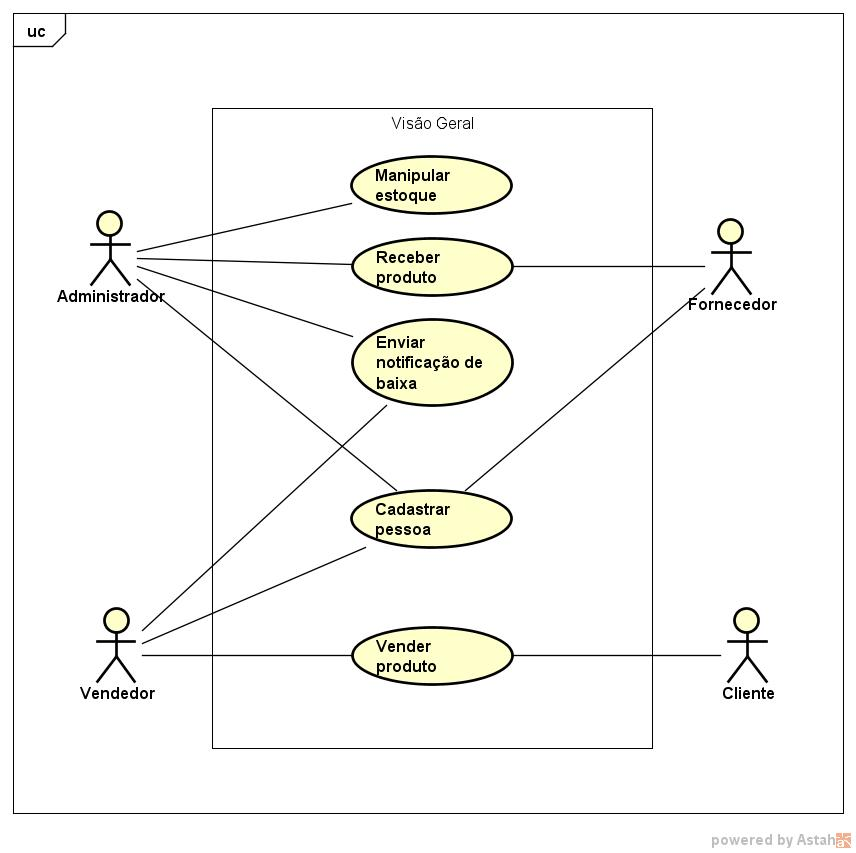 uc
Visão Geral
Manipular
estoque
Receber
produto
Administrador
Fornecedor
Enviar
notificação de
baixa
Cadastrar
pessoa
Vender
produto
Vendedor
Cliente
powered by Astah